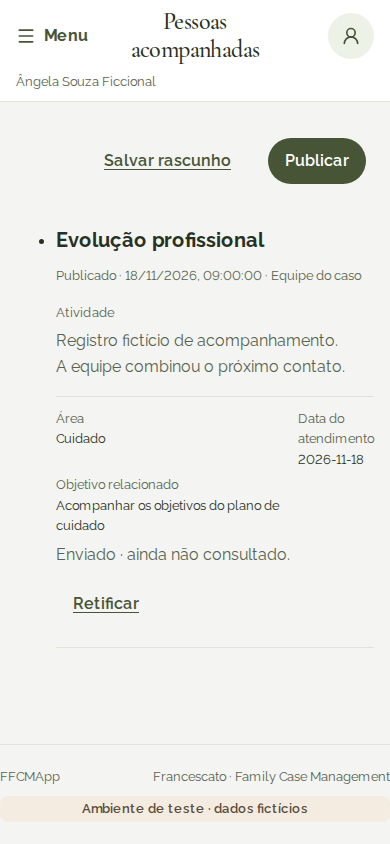 Menu
Pessoas
acompanhadas
Ângela Souza Ficcional
Salvar rascunho
Publicar
Evolução profissional
Publicado · 18/11/2026, 09:00:00 · Equipe do caso
Atividade
Registro fictício de acompanhamento.
A equipe combinou o próximo contato.
Área
Cuidado
Data do
atendimento
2026-11-18
Objetivo relacionado
Acompanhar os objetivos do plano de
cuidado
Enviado · ainda não consultado.
Retificar
FFCMApp
Francescato · Family Case Management
Ambiente de teste · dados fictícios